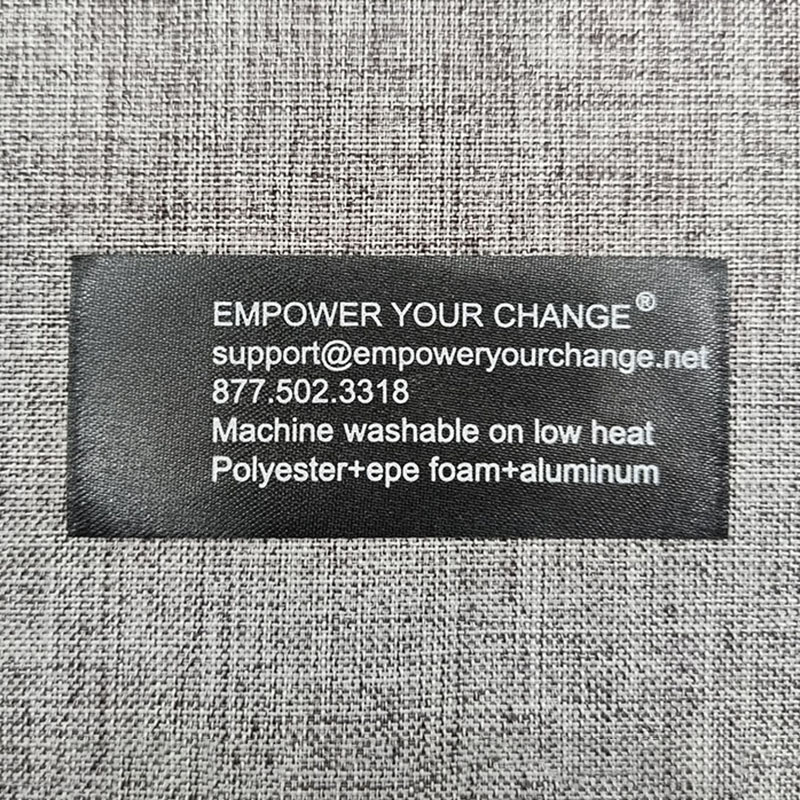 EMPOWER YOUR CHANGE®
support@empoweryourchange.net
877.502.3318
Machine washable on low heat
Polyester+epe foam+aluminum